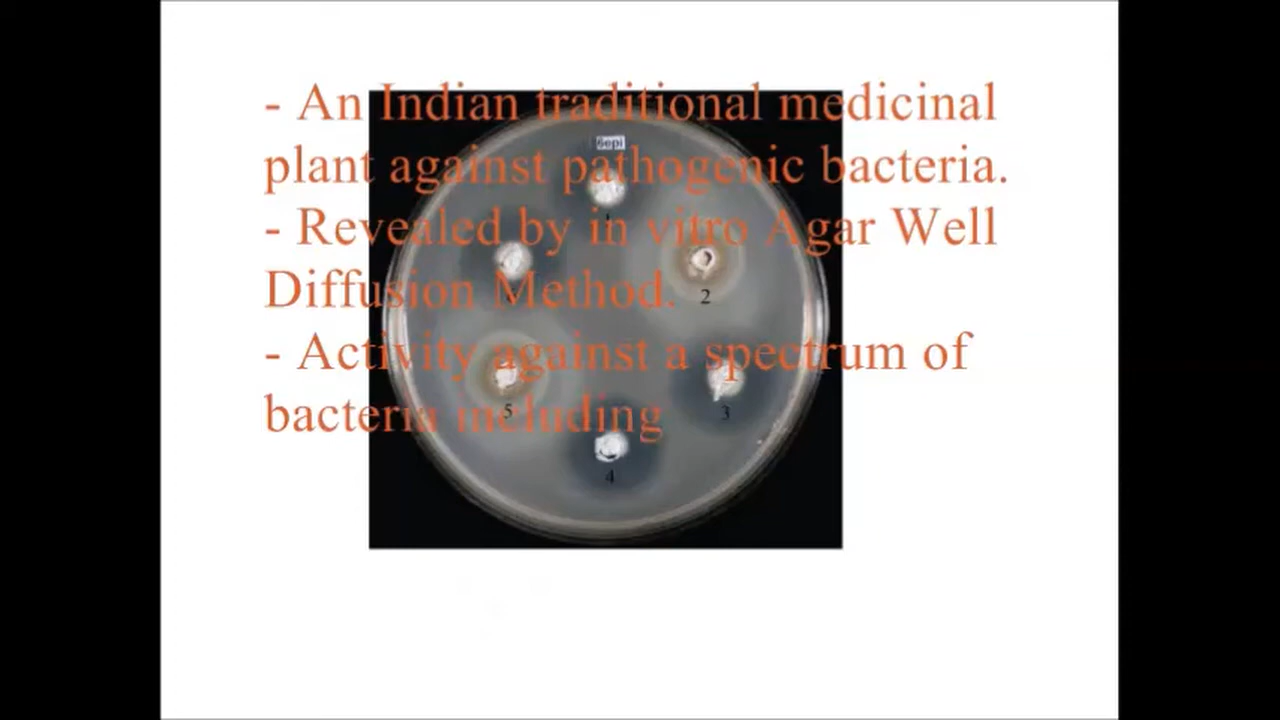 - An Indian traditional medicinal
plant against pathogenic bacteria.
- Revealed by in vitro Agar Well
Diffusion Method.
- Activity against a spectrum of
bacteria including
2
3
5
4